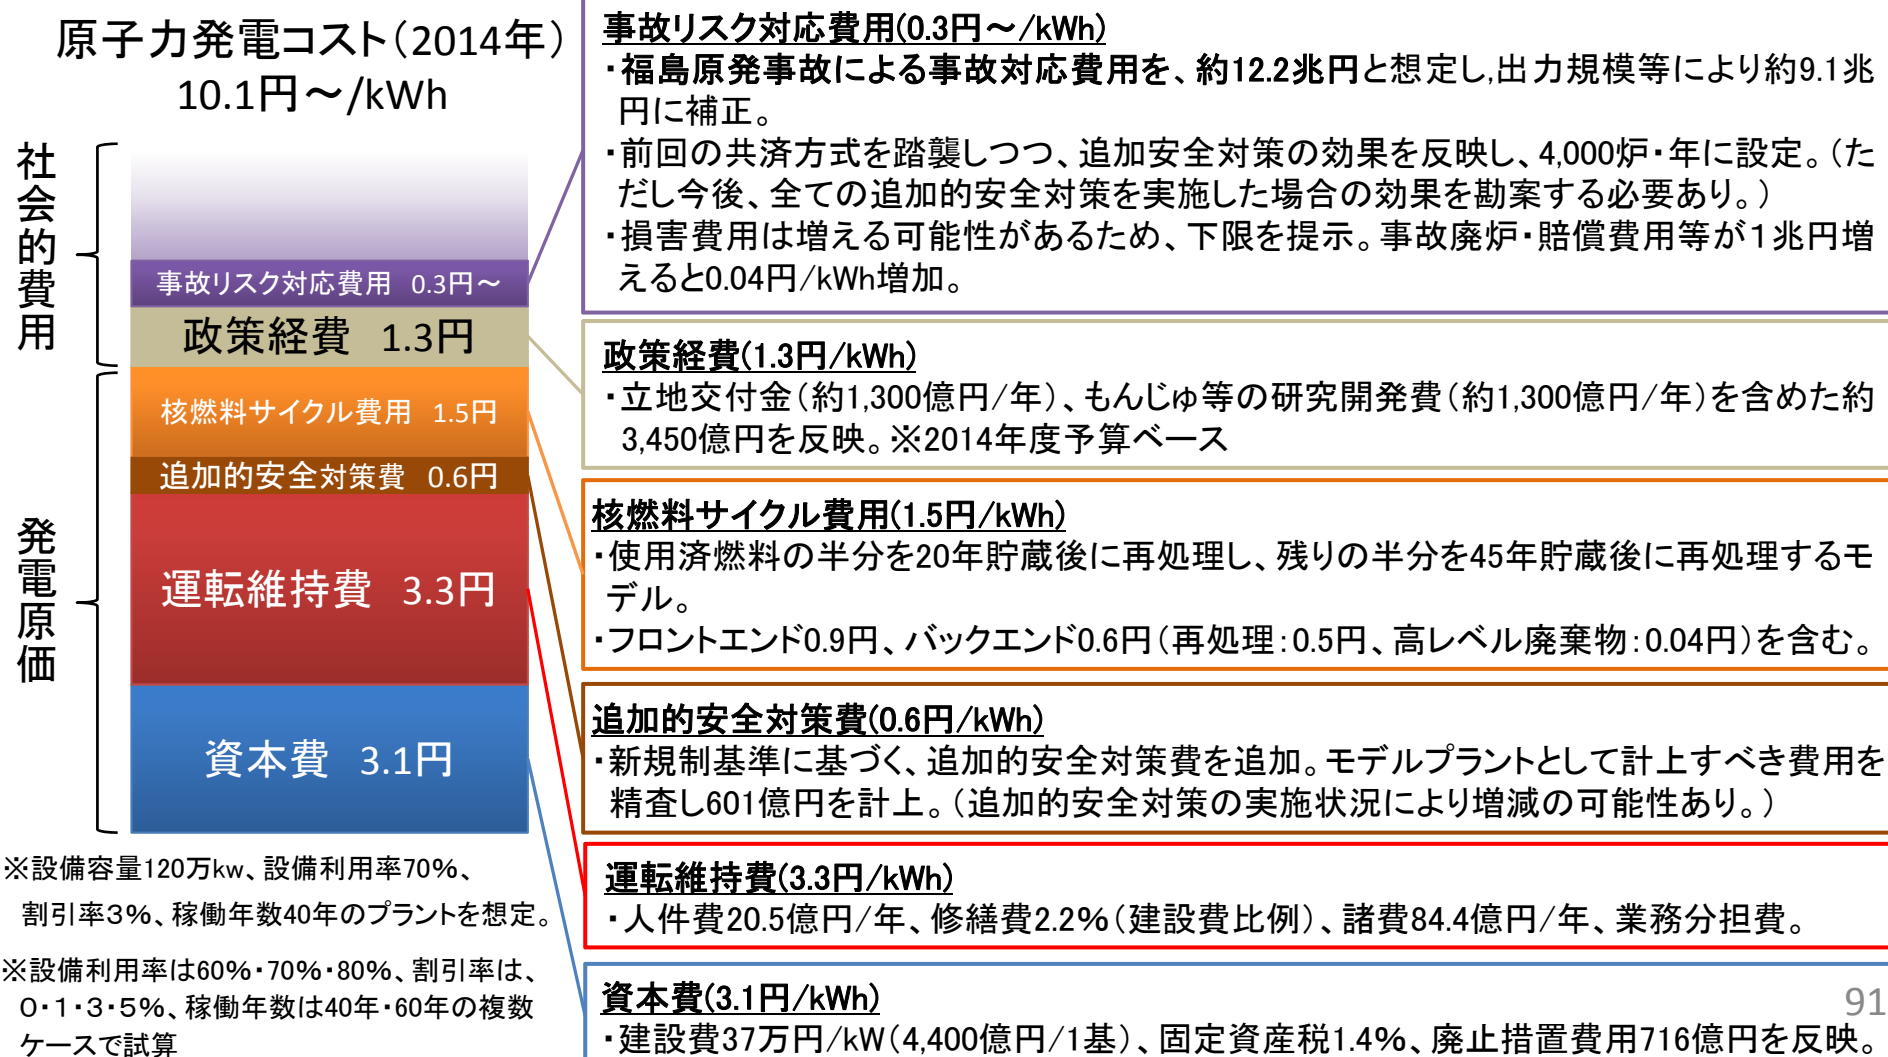 原子力発電コスト（2014年）
10.1円～/kWh
社会的費用
発電原価
事故リスク対応費用 0.3円～
政策経費 1.3円
核燃料サイクル費用 1.5円
追加的安全対策費 0.6円
運転維持費 3.3円
資本費 3.1円
※設備容量120万kw、設備利用率70%、
割引率3%、稼働年数40年のプラントを想定。
※設備利用率は60%・70%・80%、割引率は、
0・1・3・5%、稼働年数は40年・60年の複数
ケースで試算
事故リスク対応費用(0.3円～/kWh)
・福島原発事故による事故対応費用を、約12.2兆円と想定し,出力規模等により約9.1兆
円に補正。
・前回の共済方式を踏襲しつつ、追加安全対策の効果を反映し、4,000炉・年に設定。（た
だし今後、全ての追加的安全対策を実施した場合の効果を勘案する必要あり。）
・損害費用は増える可能性があるため、下限を提示。事故廃炉・賠償費用等が１兆円増
えると0.04円/kWh増加。
政策経費(1.3円/kWh)
・立地交付金（約1,300億円/年）、もんじゅ等の研究開発費（約1,300億円/年）を含めた約
3,450億円を反映。※2014年度予算ベース
核燃料サイクル費用(1.5円/kWh)
・使用済燃料の半分を20年貯蔵後に再処理し、残りの半分を45年貯蔵後に再処理するモ
デル。
・フロントエンド0.9円、バックエンド0.6円（再処理：0.5円、高レベル廃棄物：0.04円）を含む。
追加的安全対策費(0.6円/kWh)
・新規制基準に基づく、追加的安全対策費を追加。モデルプラントとして計上すべき費用を
精査し601億円を計上。（追加的安全対策の実施状況により増減の可能性あり。）
運転維持費(3.3円/kWh)
・人件費20.5億円/年、修繕費2.2%（建設費比例）、諸費84.4億円/年、業務分担費。
資本費(3.1円/kWh)
・建設費37万円/kW（4,400億円/1基）、固定資産税1.4%、廃止措置費用716億円を反映。
91